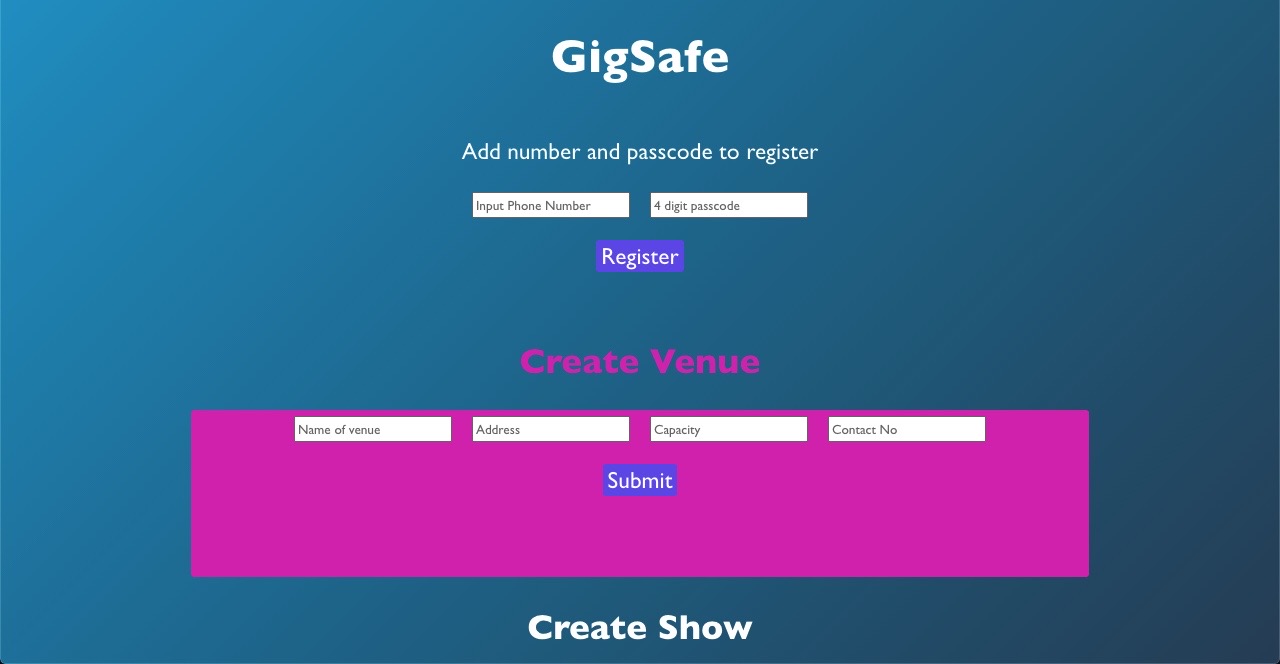 GigSafe
Add number and passcode to register
Input Phone Number 4 digit passcode
Register
Create Venue
Name of venue Address Capacity Contact No
Submit
Create Show